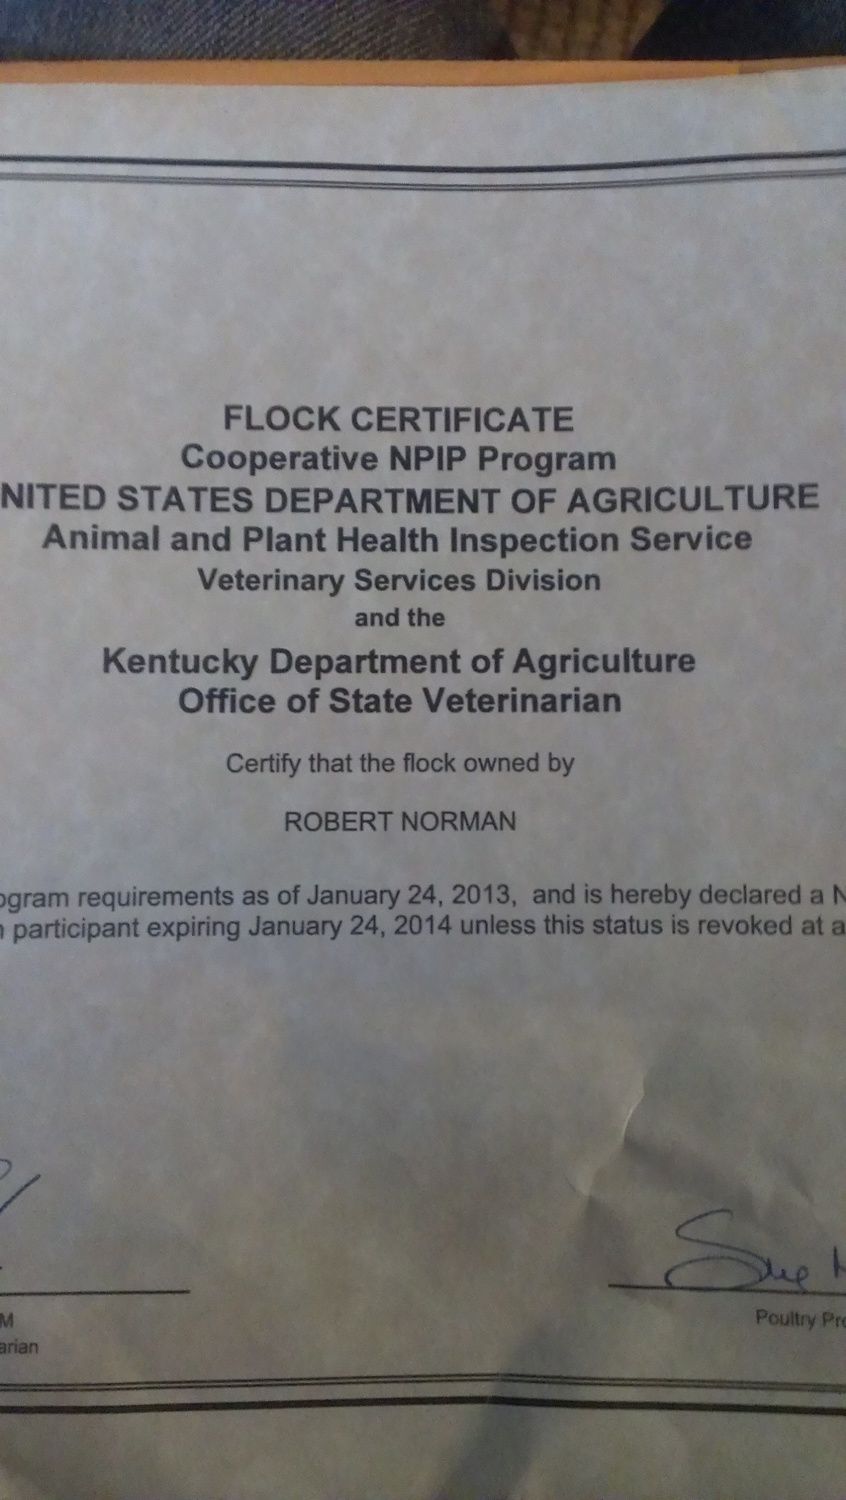 FLOCK CERTIFICATE
Cooperative NPIP Program
NITED STATES DEPARTMENT OF AGRICULTURE
Animal and Plant Health Inspection Service
Veterinary Services Division
and the
Kentucky Department of Agriculture
Office of State Veterinarian
Certify that the flock owned by
ROBERT NORMAN
ogram requirements as of January 24, 2013, and is hereby declared a N
participant expiring January 24, 2014 unless this status is revoked at a
Sue
M
Poultry Pr
arian